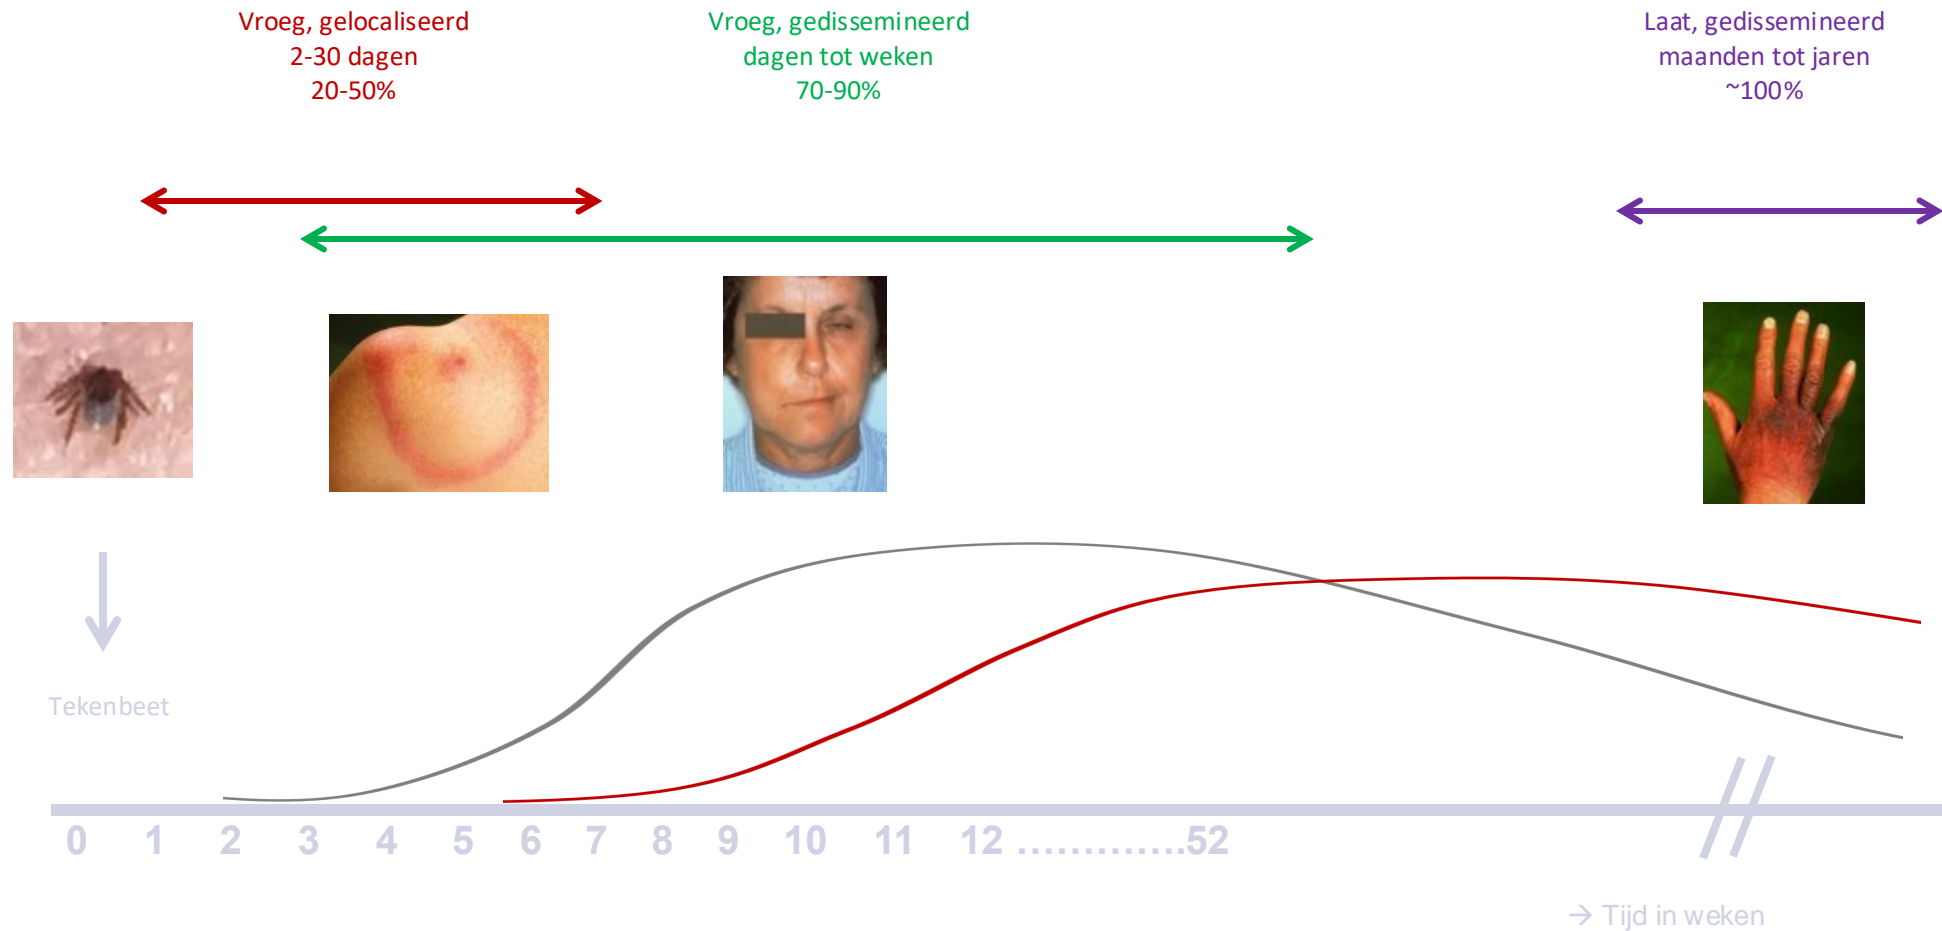 Vroeg, gelocaliseerd
2-30 dagen
20-50%
Vroeg, gedissemineerd
dagen tot weken
70-90%
Laat, gedissemineerd
maanden tot jaren
~100%
Tekenbeet
0 1 2 3 4 5 6 7 8 9 10 11 12 .............52
→ Tijd in weken